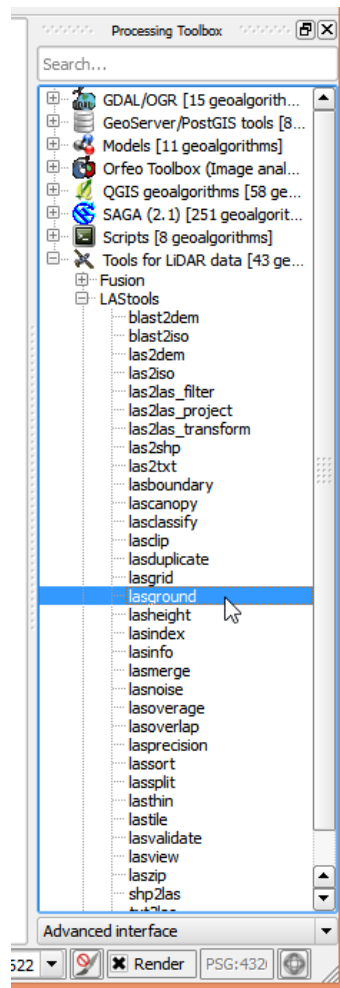 Processing Toolbox
Search...
GDAL/OGR [15 geoalgorith...
GeoServer/PostGIS tools [8...
Models [11 geoalgorithms]
Orfeo Toolbox (Image anal...
QGIS geoalgorithms [58 ge...
SAGA (2.1) [251 geoalgorit...
Scripts [8 geoalgorithms]
Tools for LiDAR data [43 ge...
Fusion
LAStools
blast2dem
blast2iso
las2dem
las2iso
las2las_filter
las2las_project
las2las_transform
las2shp
las2txt
lasboundary
lascanopy
lasclassify
lasclip
lasduplicate
lasgrid
lasground
lasheight
lasindex
lasinfo
lasmerge
lasnoise
lasoverage
lasoverlap
lasprecision
lassort
lassplit
lasthin
lastile
lasvalidate
lasview
laszip
shp2las
Advanced interface
522 Render PSG:432